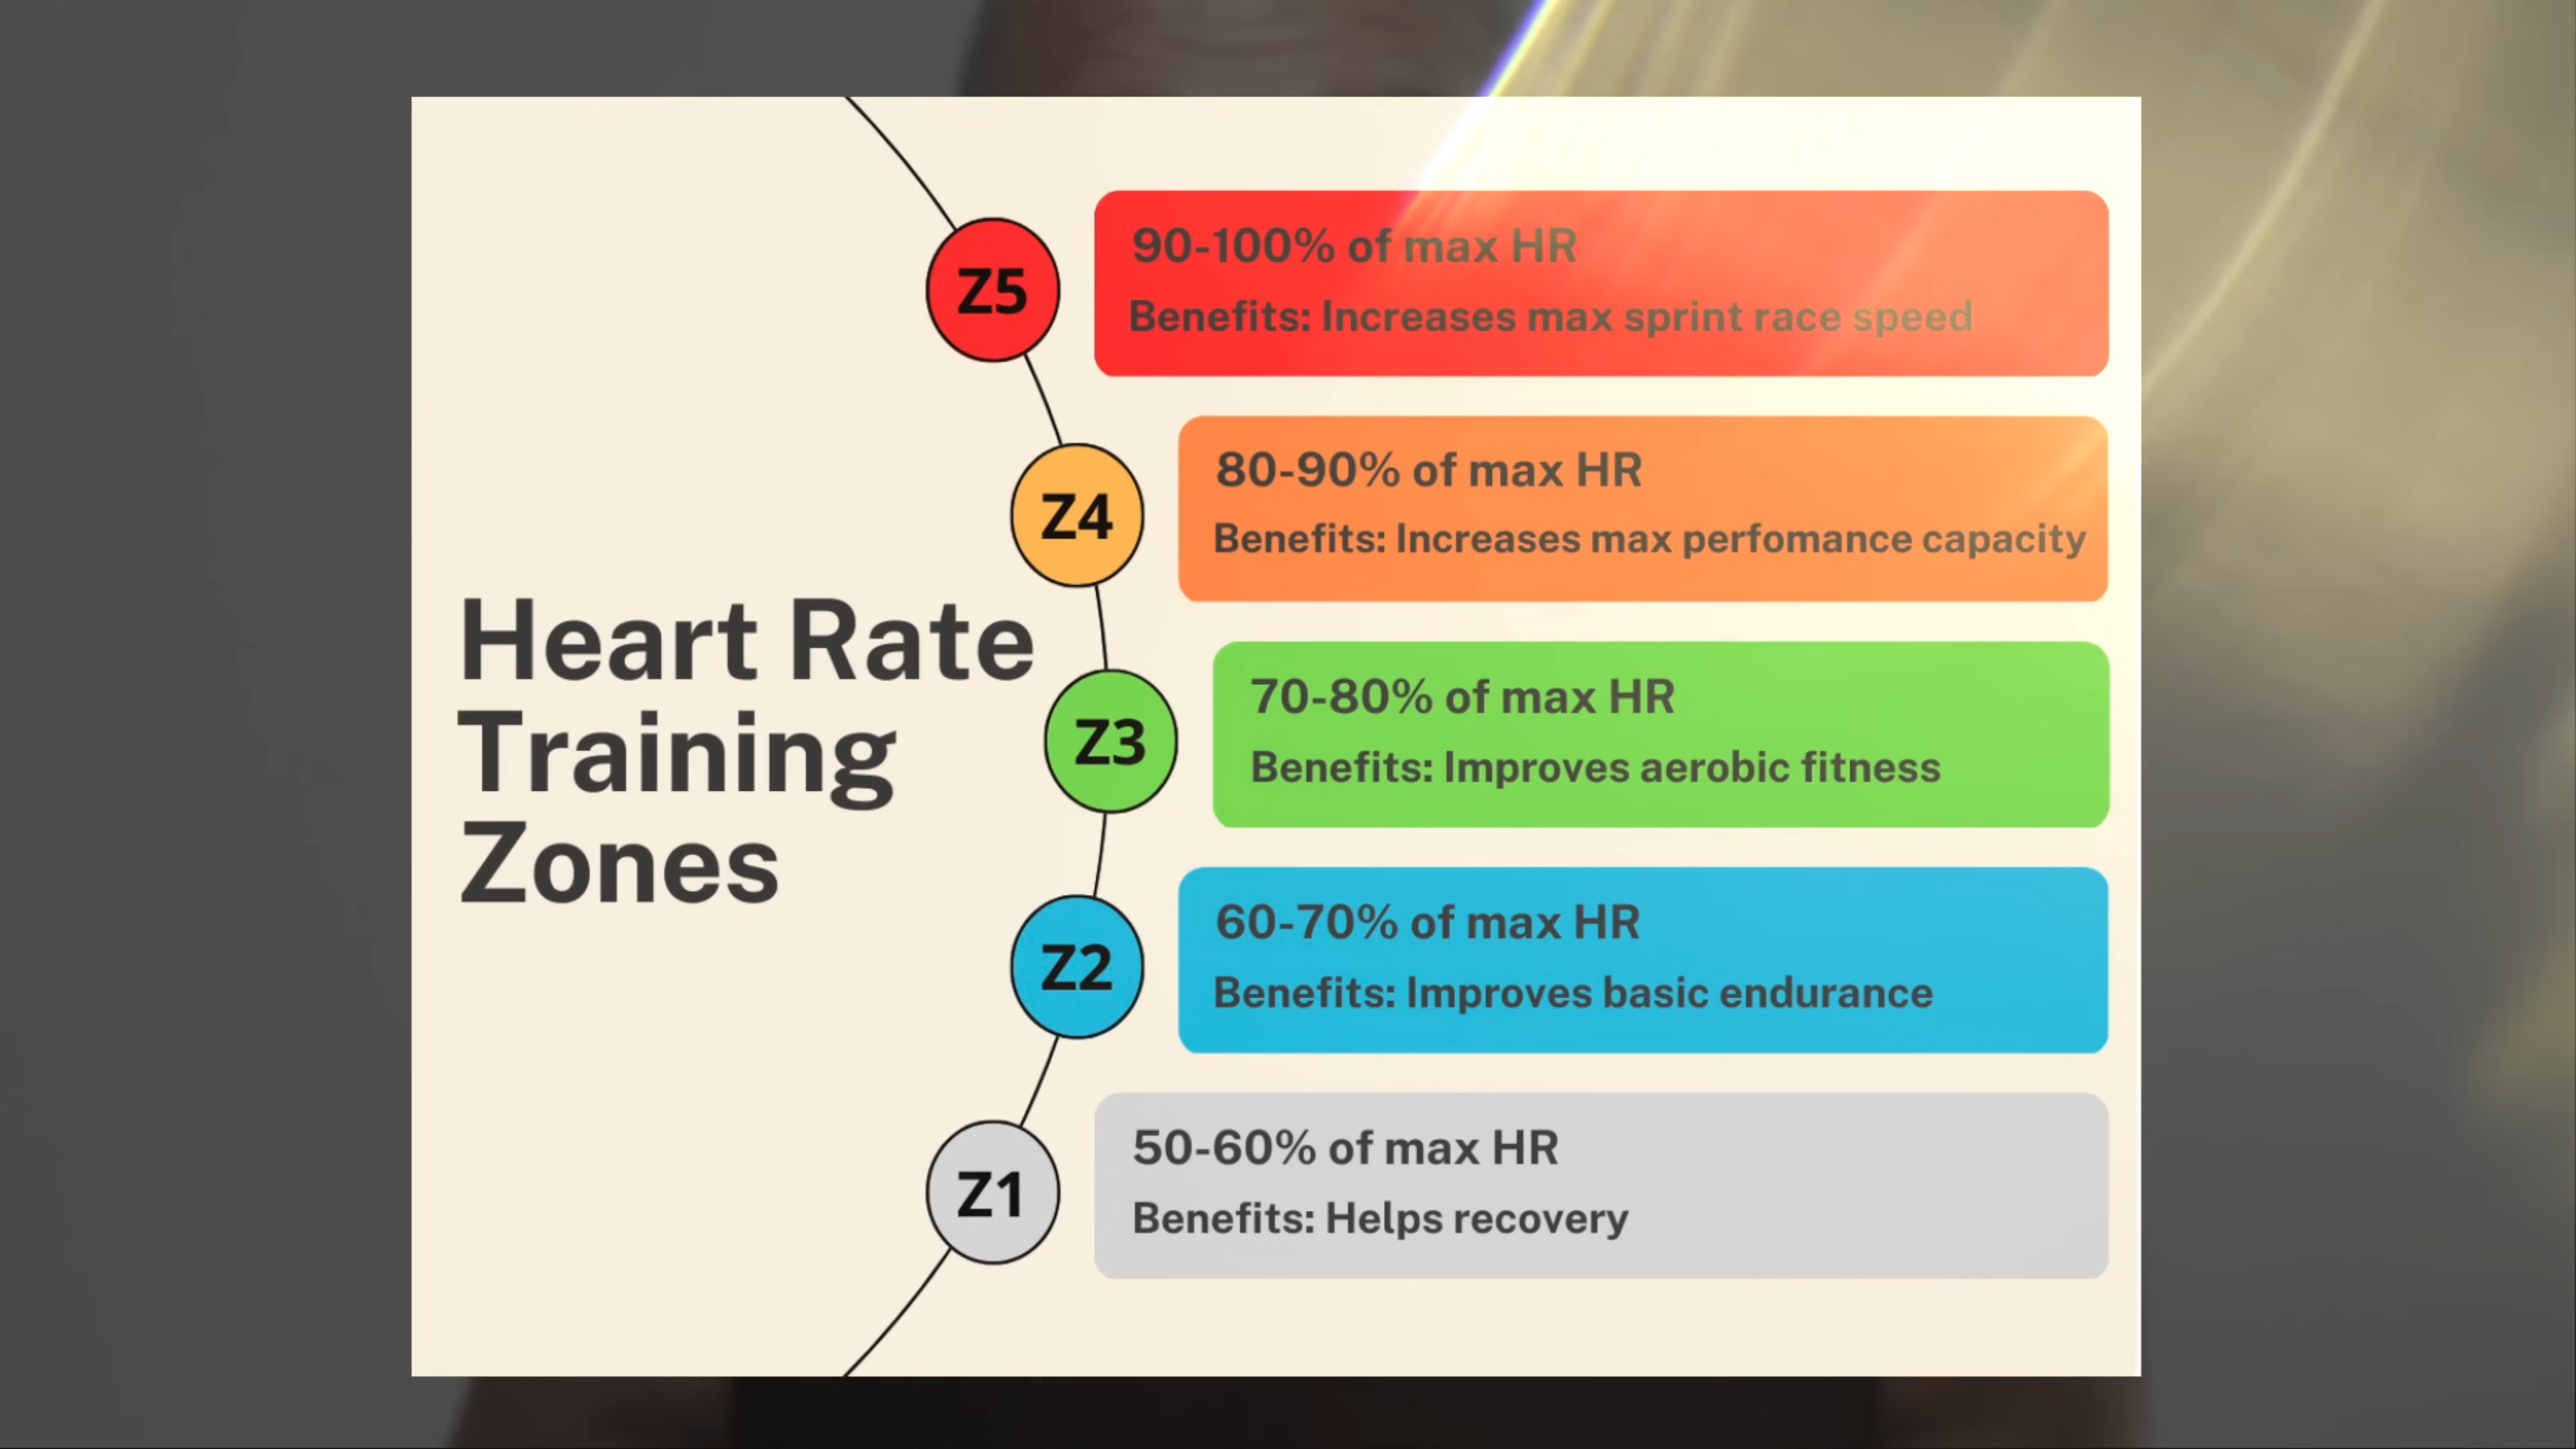 Heart Rate
Training
Zones
Z5
90-100% of max HR
Benefits: Increases max sprint race speed
Z4
80-90% of max HR
Benefits: Increases max perfomance capacity
Z3
70-80% of max HR
Benefits: Improves aerobic fitness
Z2
60-70% of max HR
Benefits: Improves basic endurance
Z1
50-60% of max HR
Benefits: Helps recovery